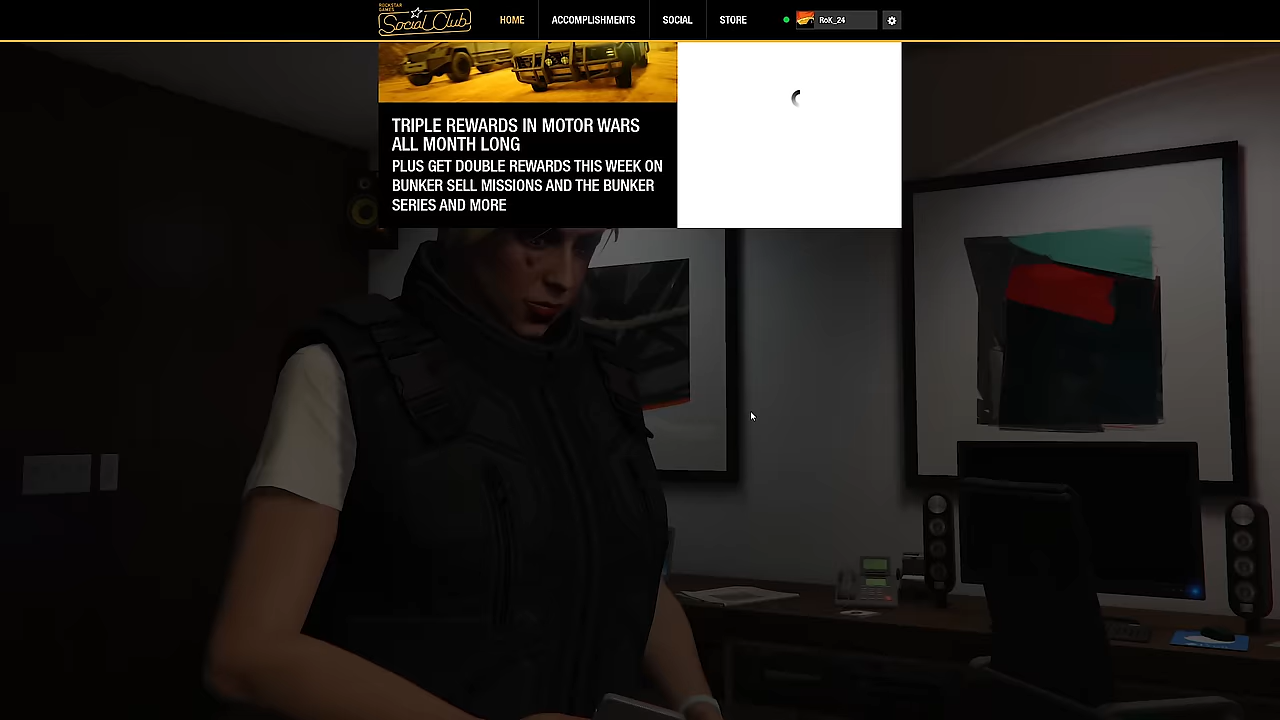 ROCKSTAR
GAMES
Social Club
HOME
ACCOMPLISHMENTS
SOCIAL
STORE
RoK_24
TRIPLE REWARDS IN MOTOR WARS
ALL MONTH LONG
PLUS GET DOUBLE REWARDS THIS WEEK ON
BUNKER SELL MISSIONS AND THE BUNKER
SERIES AND MORE